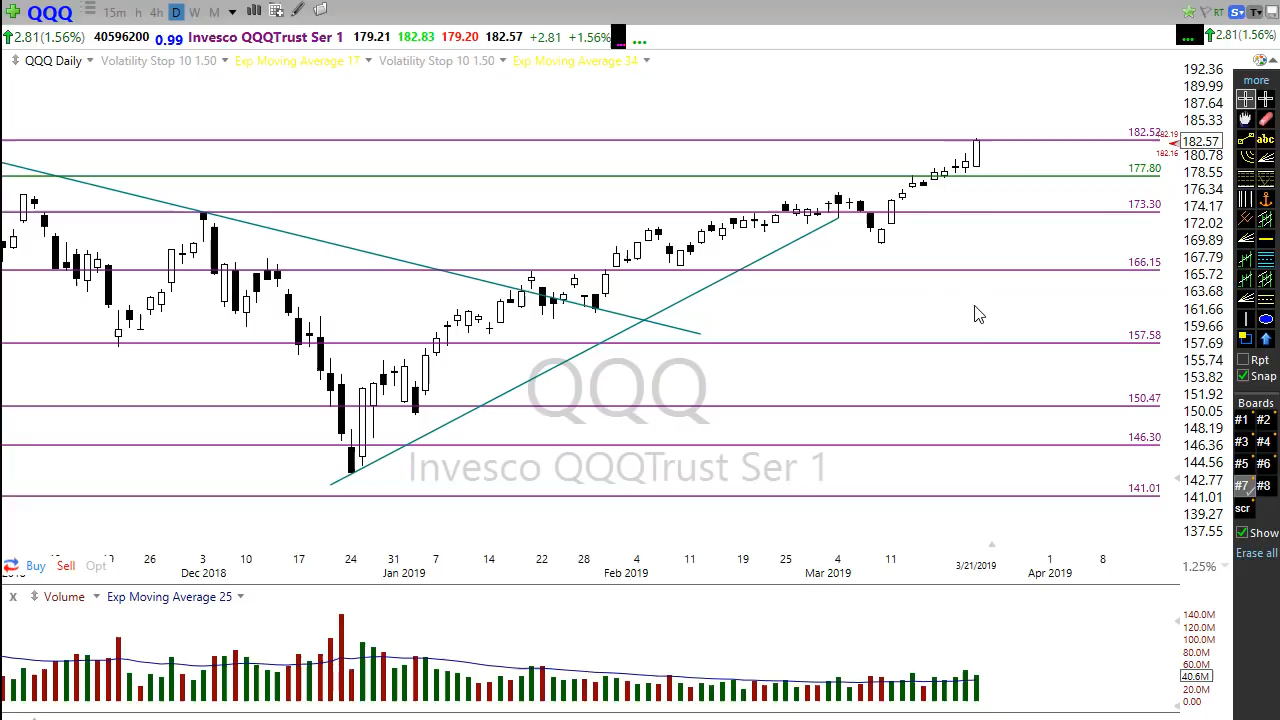 QQQ 15m h 4h D W M RT S T
2.81(1.56%) 40596200 0.99 Invesco QQQTrust Ser 1 179.21 182.83 179.20 182.57 +2.81 +1.56% ... ... 2.81(1.56%)
QQQ Daily Volatility Stop 10 1.50 Exp Moving Average 17 Volatility Stop 10 1.50 Exp Moving Average 34
192.36
189.99
187.64
185.33
182.52
182.19
182.57
182.16
180.78
177.80
178.55
176.34
173.30
174.17
172.02
169.89
166.15
167.79
165.72
163.68
161.66
159.66
157.58
157.69
155.74
153.82
150.47
151.92
150.05
148.19
146.30
146.36
144.56
142.77
141.01
141.01
139.27
137.55
QQQ
Invesco QQQTrust Ser 1
more
abc
Rpt
Snap
Boards
#1 #2
#3 #4
#5 #6
#7 #8
scr
Show
Erase all
26 3 10 17 24 31 7 14 22 28 4 11 19 25 4 11 1 8
Dec 2018 Jan 2019 Feb 2019 Mar 2019 3/21/2019 Apr 2019
Buy Sell Opt 1.25%
x Volume Exp Moving Average 25
140.0M
120.0M
100.0M
80.0M
60.0M
40.6M
20.0M
0.00